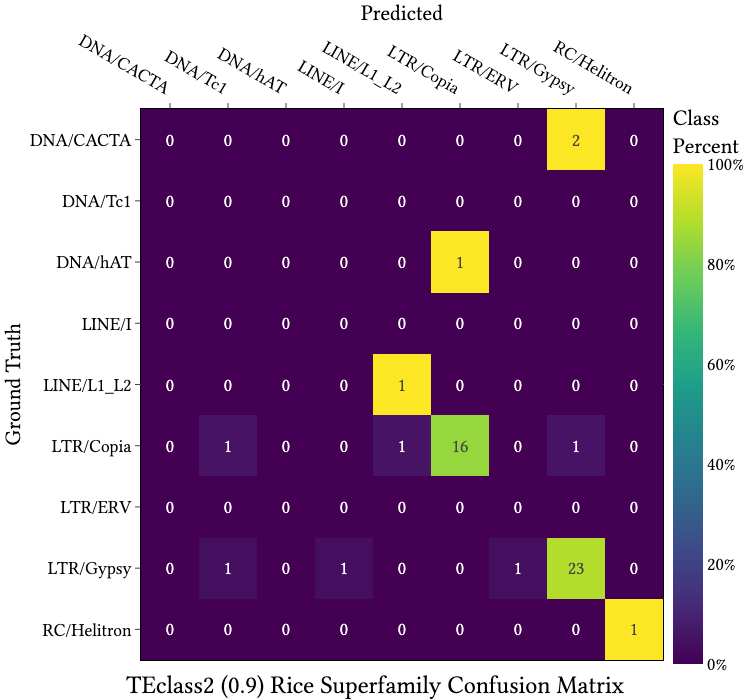 Predicted
DNA/CACTA DNA/Tc1 DNA/hAT LINE/I LINE/L1_L2 LTR/Copia LTR/ERV LTR/Gypsy RC/Helitron
Class
Percent
Ground Truth
DNA/CACTA 0 0 0 0 0 0 0 2 0
DNA/Tc1 0 0 0 0 0 0 0 0 0
DNA/hAT 0 0 0 0 0 1 0 0 0
LINE/I 0 0 0 0 0 0 0 0 0
LINE/L1_L2 0 0 0 0 1 0 0 0 0
LTR/Copia 0 1 0 0 1 16 0 1 0
LTR/ERV 0 0 0 0 0 0 0 0 0
LTR/Gypsy 0 1 0 1 0 0 1 23 0
RC/Helitron 0 0 0 0 0 0 0 0 1
100%
80%
60%
40%
20%
0%
TEclass2 (0.9) Rice Superfamily Confusion Matrix